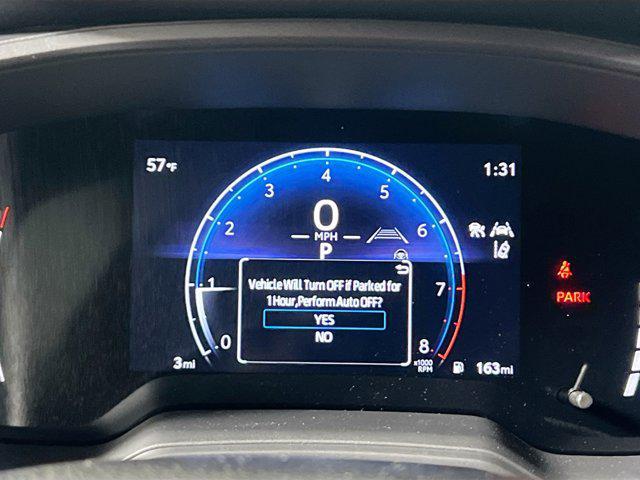 57°F
1:31
4
3
5
0
2
6
MPH
P
Vehicle Will Turn OFF if Parked for
1 Hour,Perform Auto OFF?
1
7
PARK
YES
NO
0
8
x1000
RPM
3mi
163mi